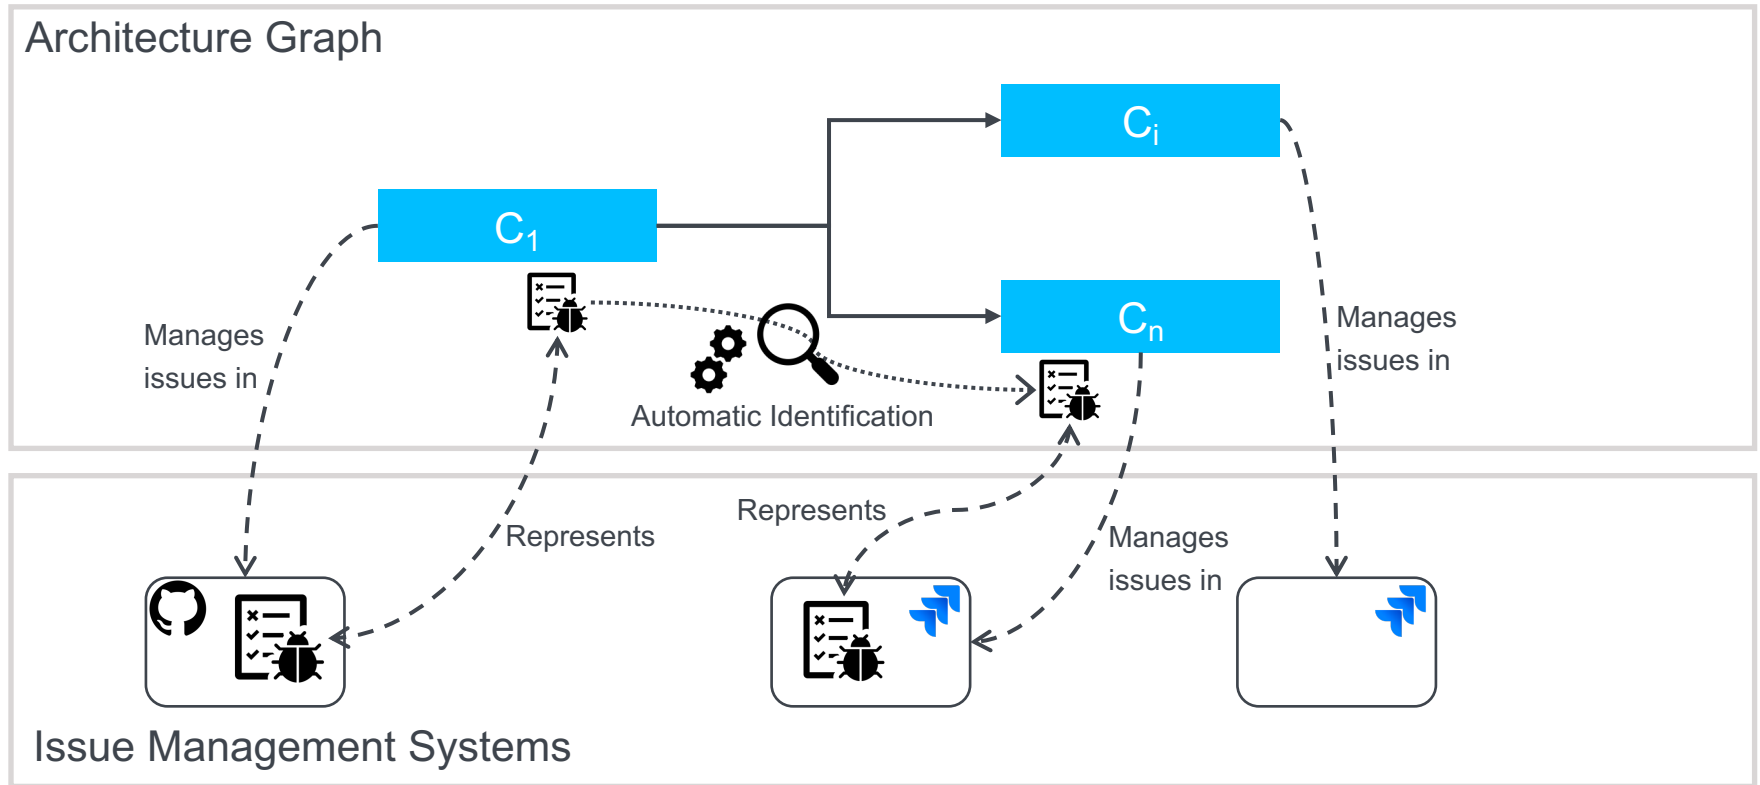 Architecture Graph
Cᵢ
C₁
Cₙ
Manages
issues in
Manages
issues in
Automatic Identification
Represents
Represents
Manages
issues in
Issue Management Systems